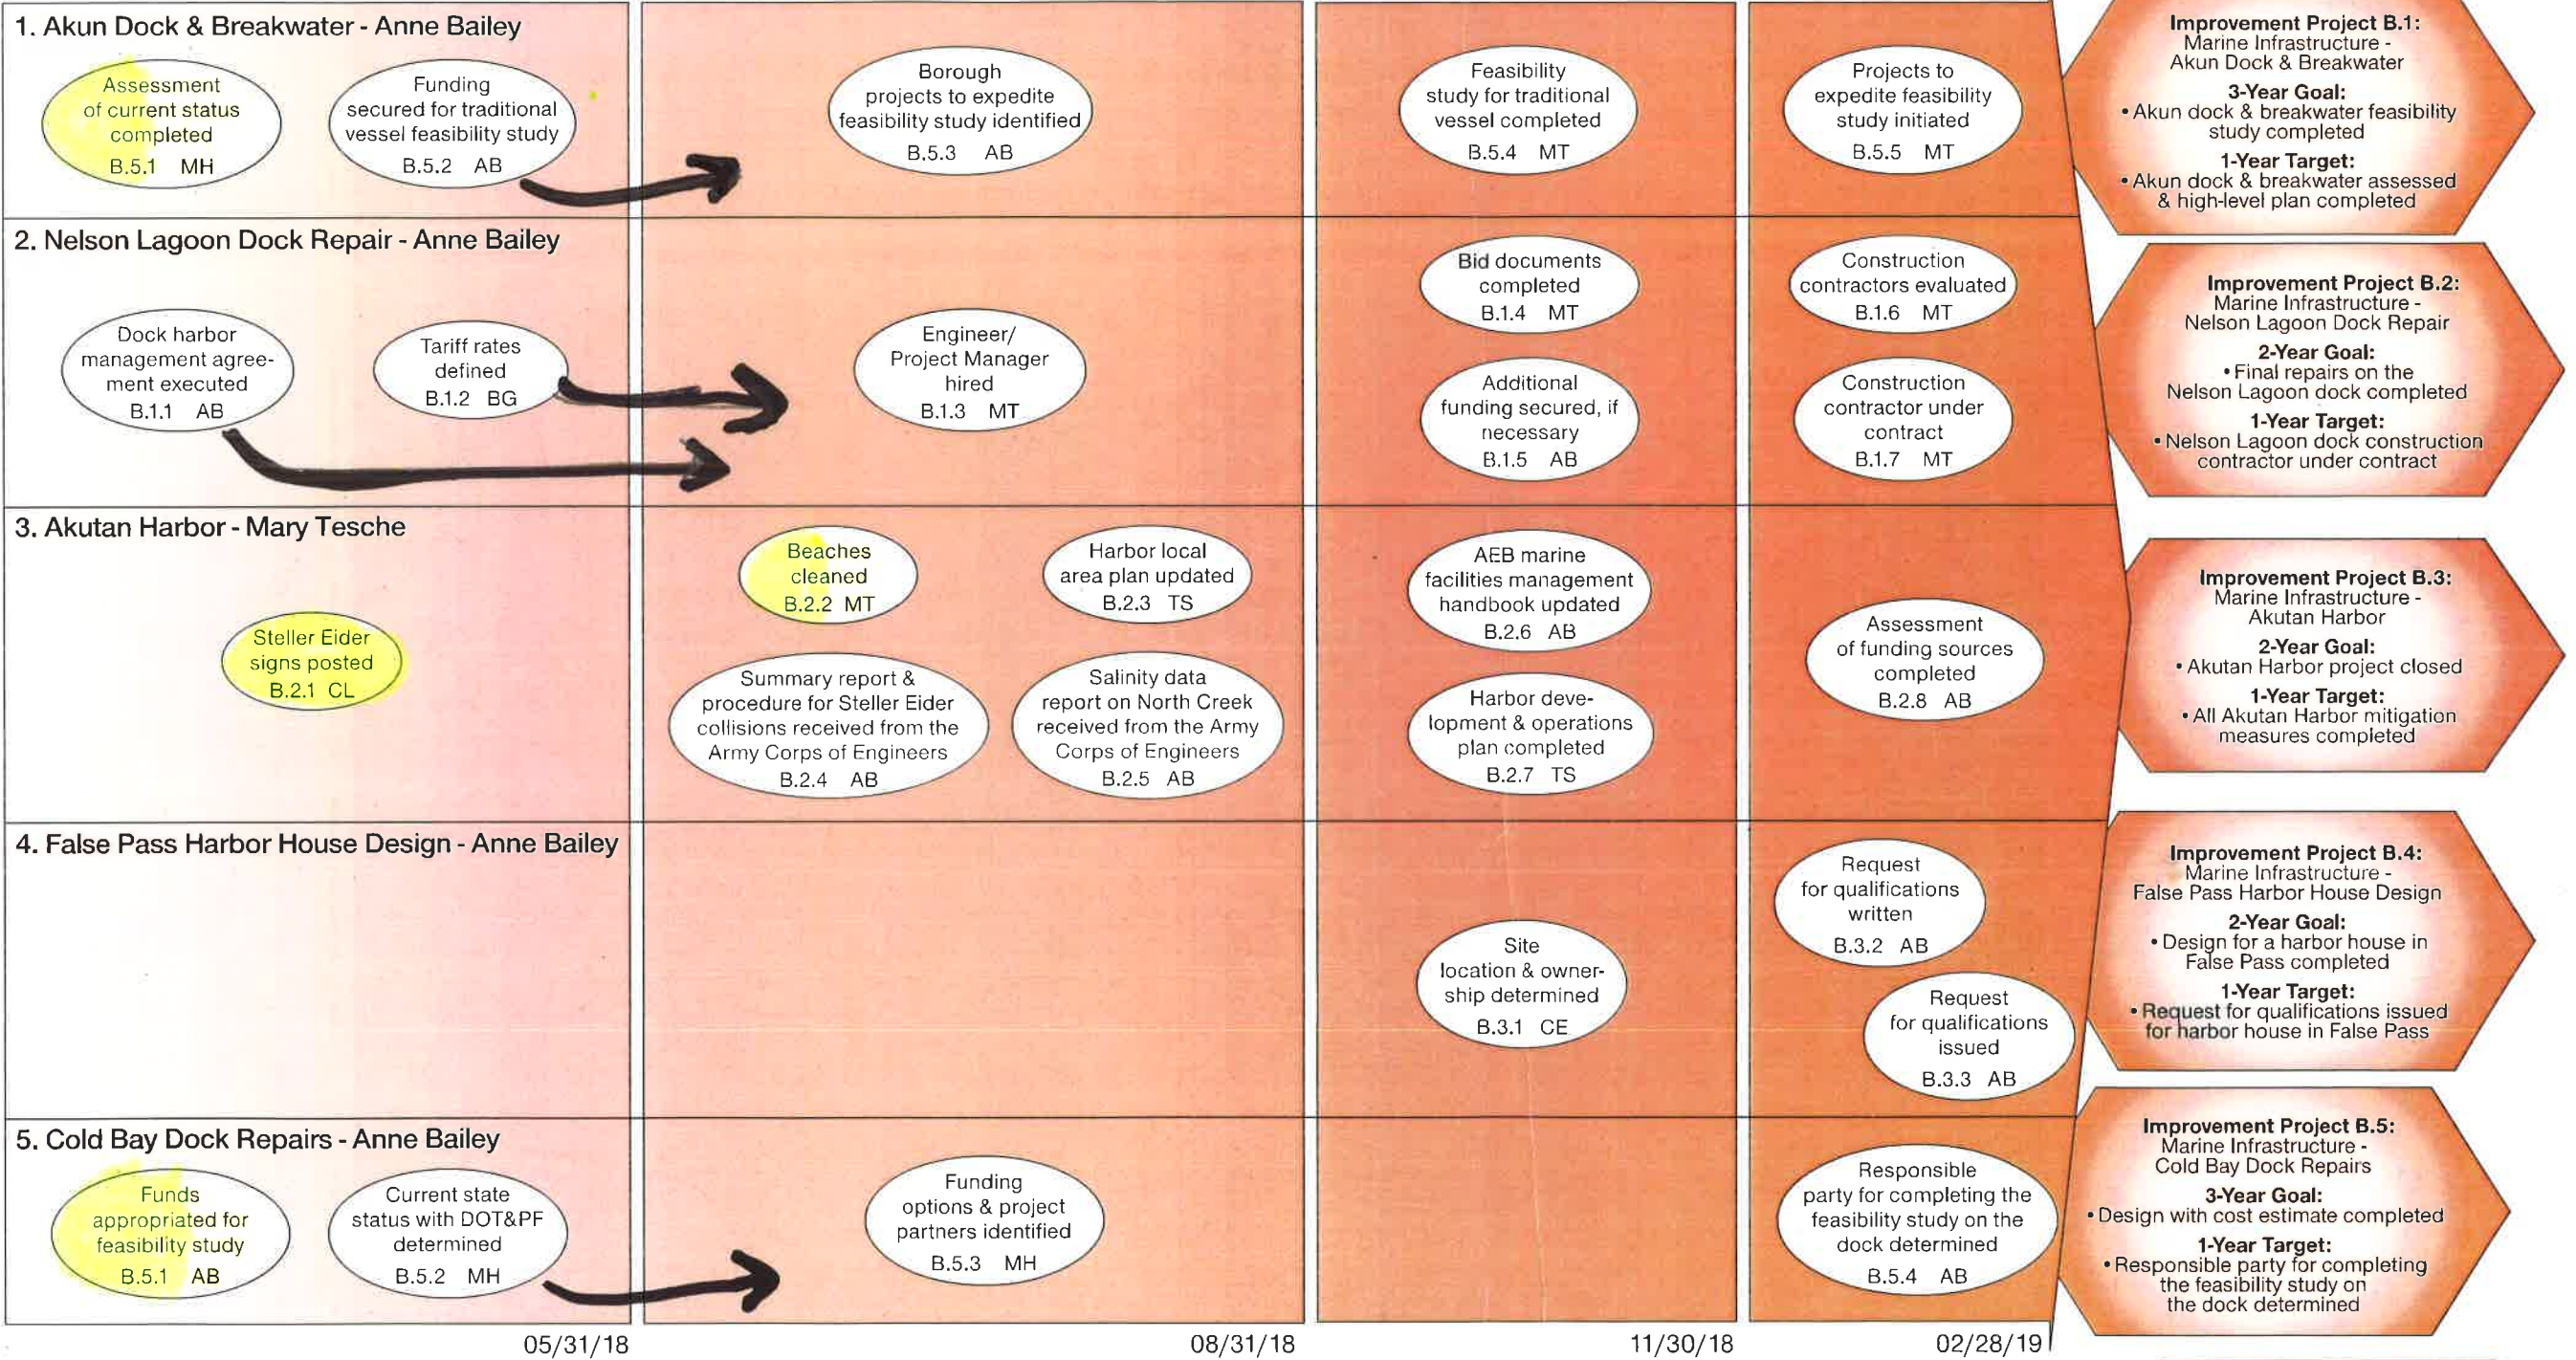 1. Akun Dock & Breakwater - Anne Bailey
Assessment
of current status
completed
B.5.1 MH
Funding
secured for traditional
vessel feasibility study
B.5.2 AB
Borough
projects to expedite
feasibility study identified
B.5.3 AB
Feasibility
study for traditional
vessel completed
B.5.4 MT
Projects to
expedite feasibility
study initiated
B.5.5 MT
Improvement Project B.1:
Marine Infrastructure -
Akun Dock & Breakwater
3-Year Goal:
• Akun dock & breakwater feasibility
study completed
1-Year Target:
• Akun dock & breakwater assessed
& high-level plan completed
2. Nelson Lagoon Dock Repair - Anne Bailey
Dock harbor
management agree-
ment executed
B.1.1 AB
Tariff rates
defined
B.1.2 BG
Engineer/
Project Manager
hired
B.1.3 MT
Bid documents
completed
B.1.4 MT
Additional
funding secured, if
necessary
B.1.5 AB
Construction
contractors evaluated
B.1.6 MT
Construction
contractor under
contract
B.1.7 MT
Improvement Project B.2:
Marine Infrastructure -
Nelson Lagoon Dock Repair
2-Year Goal:
• Final repairs on the
Nelson Lagoon dock completed
1-Year Target:
• Nelson Lagoon dock construction
contractor under contract
3. Akutan Harbor - Mary Tesche
Steller Eider
signs posted
B.2.1 CL
Beaches
cleaned
B.2.2 MT
Harbor local
area plan updated
B.2.3 TS
Summary report &
procedure for Steller Eider
collisions received from the
Army Corps of Engineers
B.2.4 AB
Salinity data
report on North Creek
received from the Army
Corps of Engineers
B.2.5 AB
AEB marine
facilities management
handbook updated
B.2.6 AB
Harbor deve-
lopment & operations
plan completed
B.2.7 TS
Assessment
of funding sources
completed
B.2.8 AB
Improvement Project B.3:
Marine Infrastructure -
Akutan Harbor
2-Year Goal:
• Akutan Harbor project closed
1-Year Target:
• All Akutan Harbor mitigation
measures completed
4. False Pass Harbor House Design - Anne Bailey
Site
location & owner-
ship determined
B.3.1 CE
Request
for qualifications
written
B.3.2 AB
Request
for qualifications
issued
B.3.3 AB
Improvement Project B.4:
Marine Infrastructure -
False Pass Harbor House Design
2-Year Goal:
• Design for a harbor house in
False Pass completed
1-Year Target:
• Request for qualifications issued
for harbor house in False Pass
5. Cold Bay Dock Repairs - Anne Bailey
Funds
appropriated for
feasibility study
B.5.1 AB
Current state
status with DOT&PF
determined
B.5.2 MH
Funding
options & project
partners identified
B.5.3 MH
Responsible
party for completing the
feasibility study on the
dock determined
B.5.4 AB
Improvement Project B.5:
Marine Infrastructure -
Cold Bay Dock Repairs
3-Year Goal:
• Design with cost estimate completed
1-Year Target:
• Responsible party for completing
the feasibility study on
the dock determined
05/31/18
08/31/18
11/30/18
02/28/19